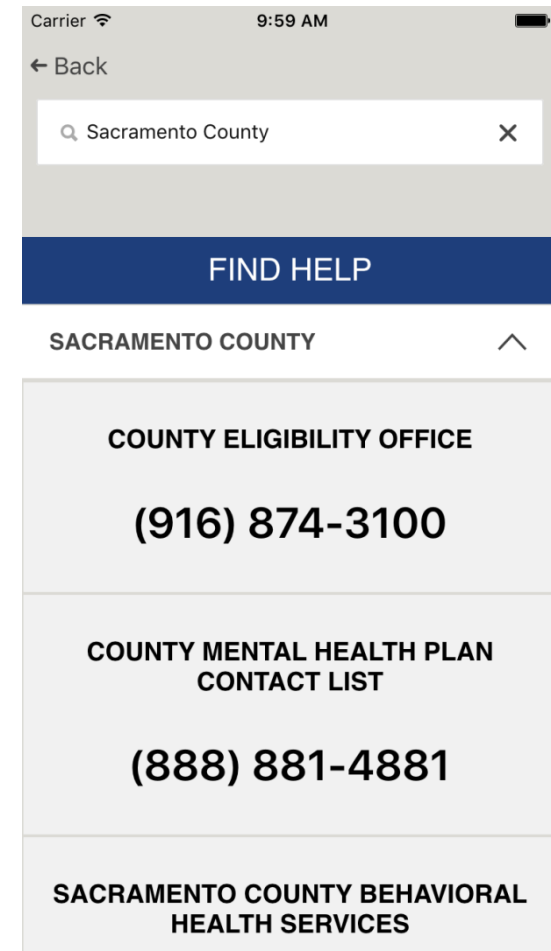 Carrier 9:59 AM
← Back
Sacramento County ×
FIND HELP
SACRAMENTO COUNTY
COUNTY ELIGIBILITY OFFICE
(916) 874-3100
COUNTY MENTAL HEALTH PLAN
CONTACT LIST
(888) 881-4881
SACRAMENTO COUNTY BEHAVIORAL
HEALTH SERVICES